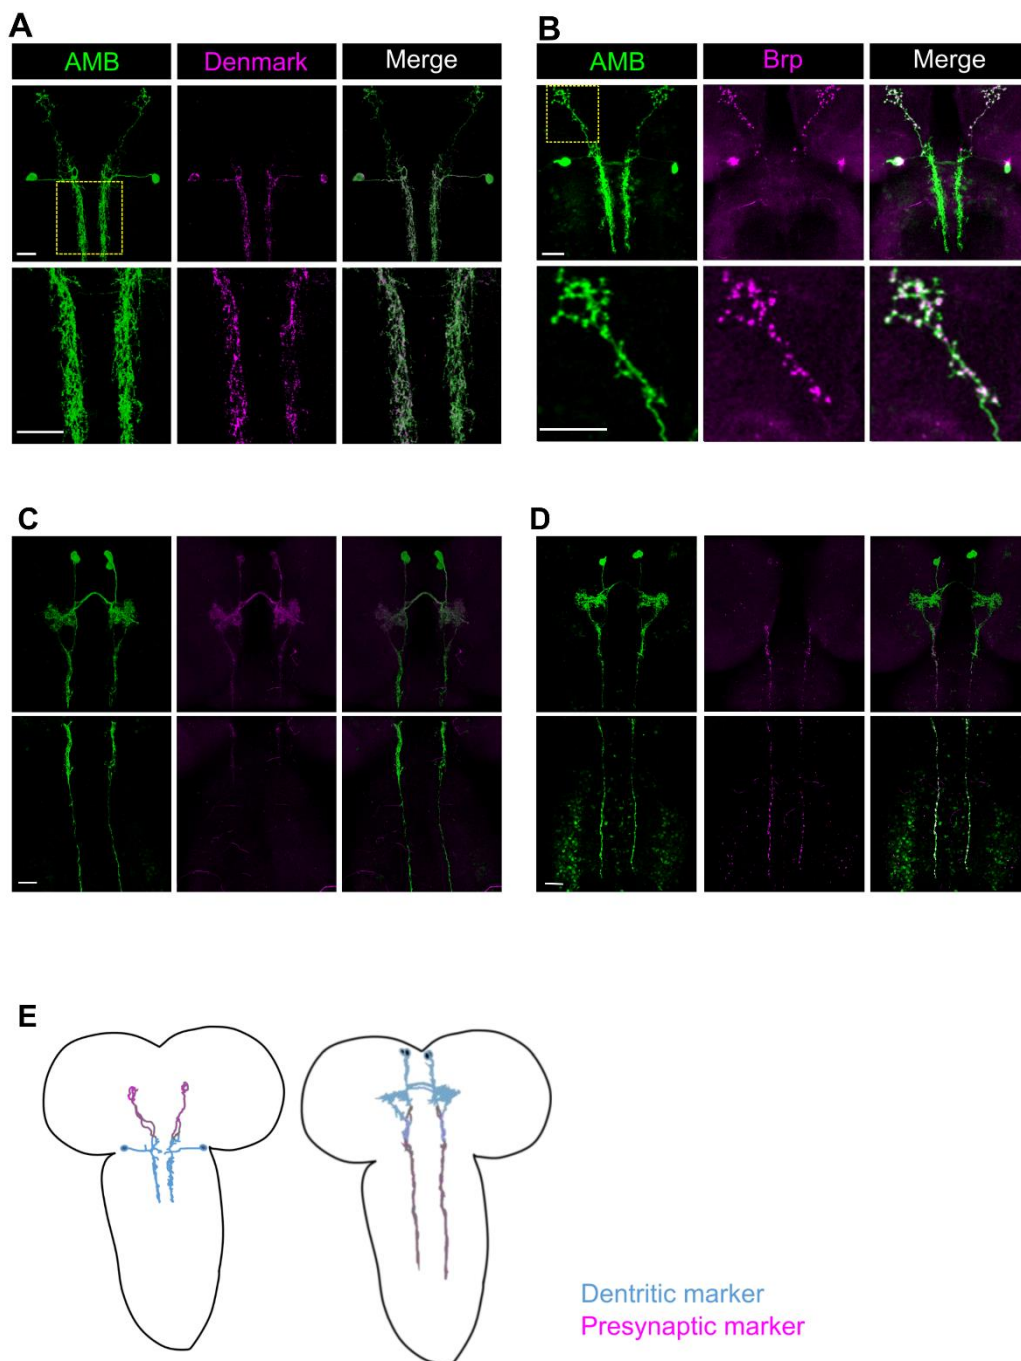 A
B
AMB Denmark Merge
AMB Brp Merge
C
D
E
Dentritic marker
Presynaptic marker